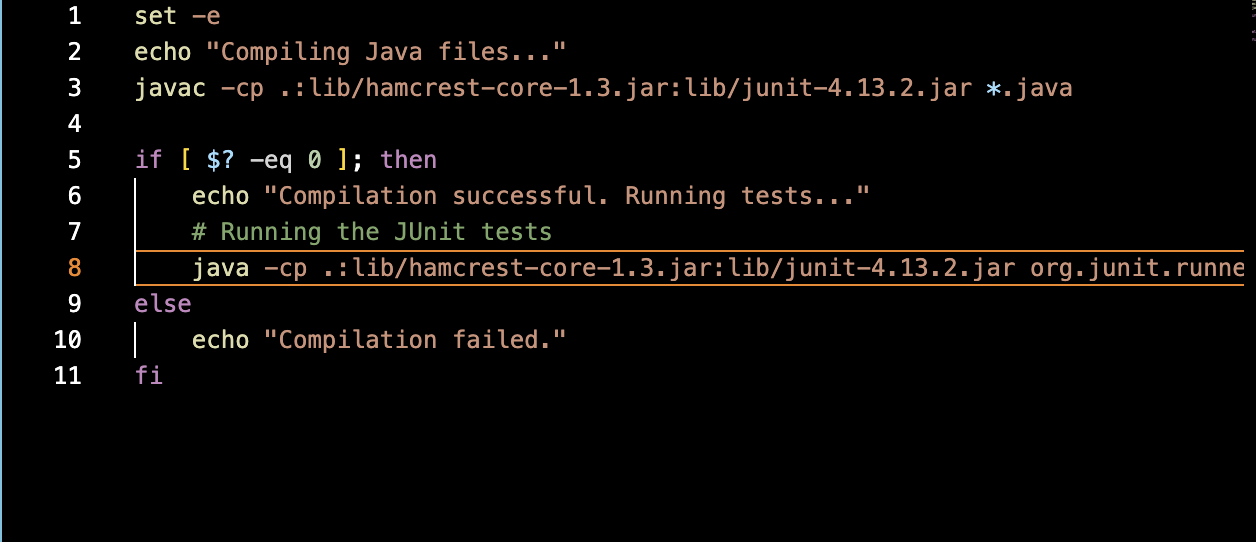 1 set -e
2 echo "Compiling Java files..."
3 javac -cp .:lib/hamcrest-core-1.3.jar:lib/junit-4.13.2.jar *.java
4
5 if [ $? -eq 0 ]; then
6 echo "Compilation successful. Running tests..."
7 # Running the JUnit tests
8 java -cp .:lib/hamcrest-core-1.3.jar:lib/junit-4.13.2.jar org.junit.runne
9 else
10 echo "Compilation failed."
11 fi